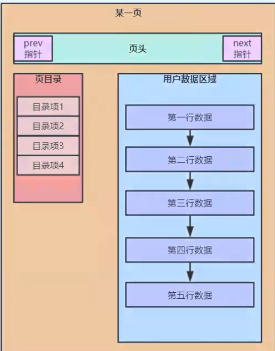 某一页
prev
指针
页头
next
指针
页目录
目录项1
目录项2
目录项3
目录项4
用户数据区域
第一行数据
第二行数据
第三行数据
第四行数据
第五行数据